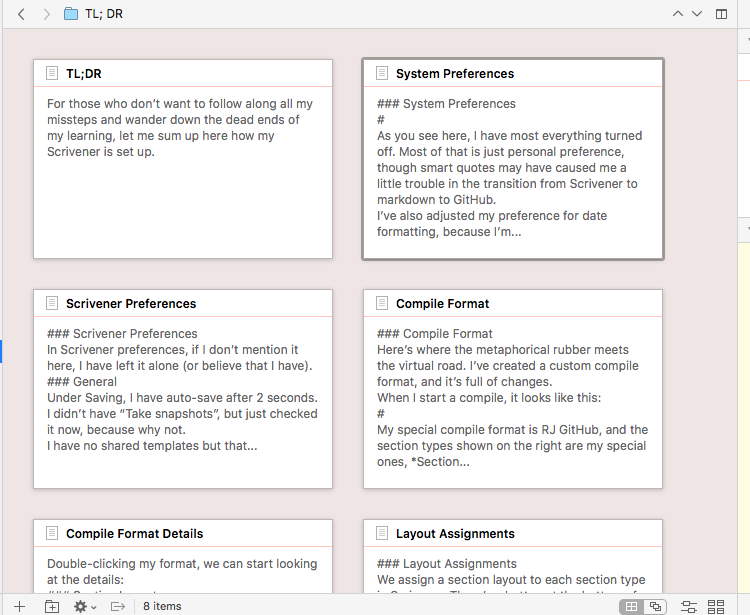 TL; DR
TL;DR
For those who don’t want to follow along all my
missteps and wander down the dead ends of
my learning, let me sum up here how my
Scrivener is set up.
System Preferences
### System Preferences
#
As you see here, I have most everything turned
off. Most of that is just personal preference,
though smart quotes may have caused me a
little trouble in the transition from Scrivener to
markdown to GitHub.
I’ve also adjusted my preference for date
formatting, because I’m...
Scrivener Preferences
### Scrivener Preferences
In Scrivener preferences, if I don’t mention it
here, I have left it alone (or believe that I have).
### General
Under Saving, I have auto-save after 2 seconds.
I didn’t have “Take snapshots”, but just checked
it now, because why not.
I have no shared templates but that...
Compile Format
### Compile Format
Here’s where the metaphorical rubber meets
the virtual road. I’ve created a custom compile
format, and it’s full of changes.
When I start a compile, it looks like this:
#
My special compile format is RJ GitHub, and the
section types shown on the right are my special
ones, *Section...
Compile Format Details
Double-clicking my format, we can start looking
at the details:
Layout Assignments
### Layout Assignments
We assign a section layout to each section type
8 items